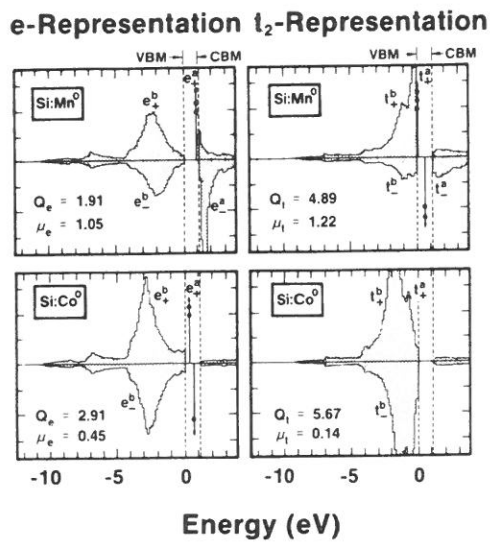 e-Representation t₂-Representation
VBM CBM VBM CBM
Si:Mn⁰
e₊ᵇ
e₊ᵃ
e₋ᵇ
e₋ᵃ
Qₑ = 1.91
μₑ = 1.05
Si:Mn⁰
t₊ᵇ
t₊ᵃ
t₋ᵇ
t₋ᵃ
Qₜ = 4.89
μₜ = 1.22
Si:Co⁰
e₊ᵇ
e₊ᵃ
e₋ᵇ
Qₑ = 2.91
μₑ = 0.45
Si:Co⁰
t₊ᵇ
t₊ᵃ
t₋ᵇ
Qₜ = 5.67
μₜ = 0.14
-10 -5 0 -10 -5 0
Energy (eV)